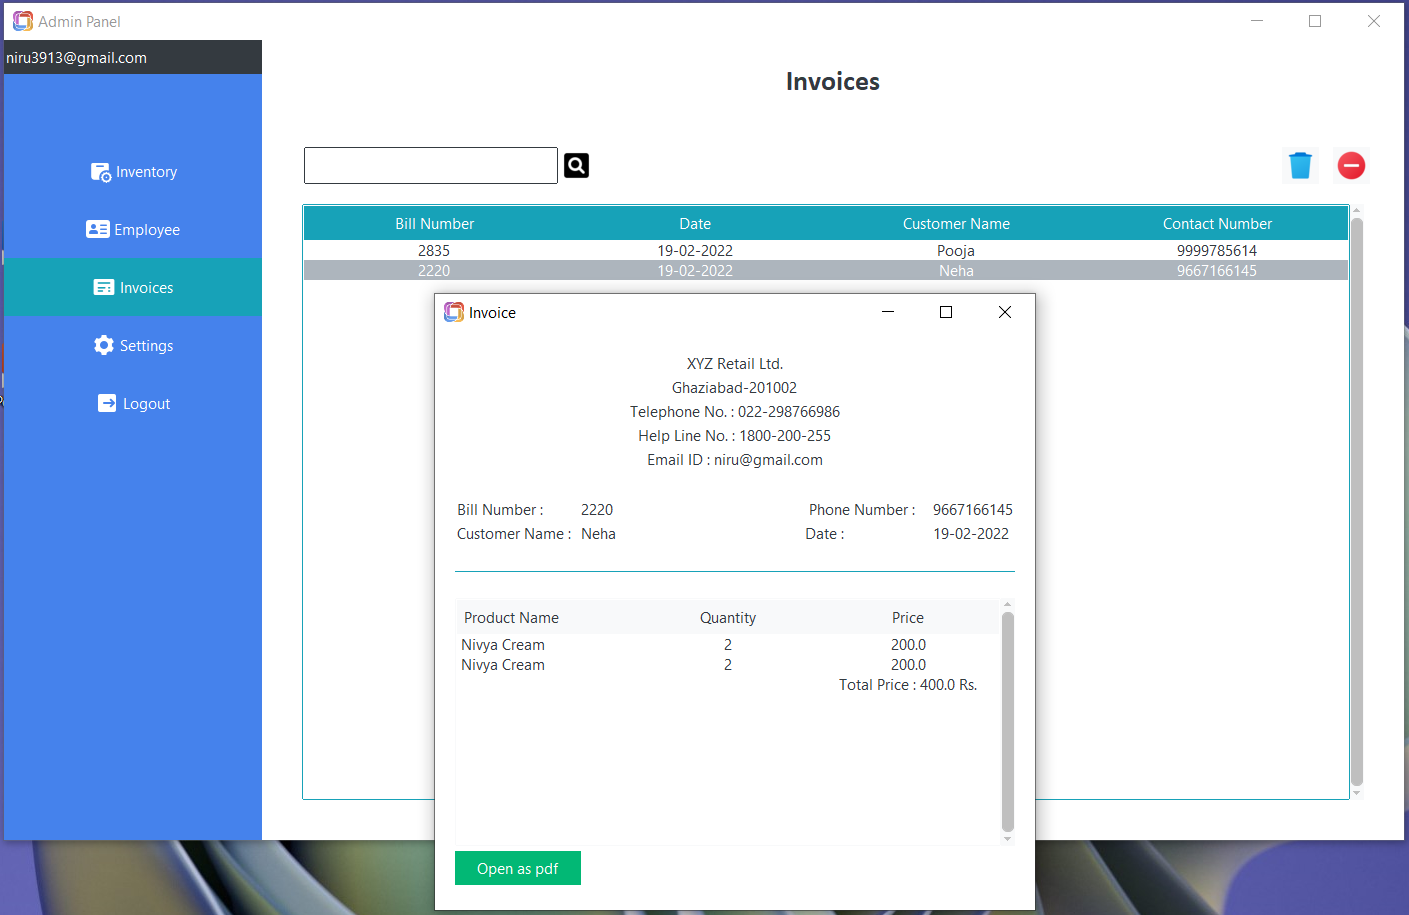 Admin Panel
niru3913@gmail.com
Invoices
Inventory
Employee
Invoices
Settings
Logout
Bill Number Date Customer Name Contact Number
2835 19-02-2022 Pooja 9999785614
2220 19-02-2022 Neha 9667166145
Invoice
XYZ Retail Ltd.
Ghaziabad-201002
Telephone No. : 022-298766986
Help Line No. : 1800-200-255
Email ID : niru@gmail.com
Bill Number : 2220 Phone Number : 9667166145
Customer Name : Neha Date : 19-02-2022
Product Name Quantity Price
Nivya Cream 2 200.0
Nivya Cream 2 200.0
Total Price : 400.0 Rs.
Open as pdf